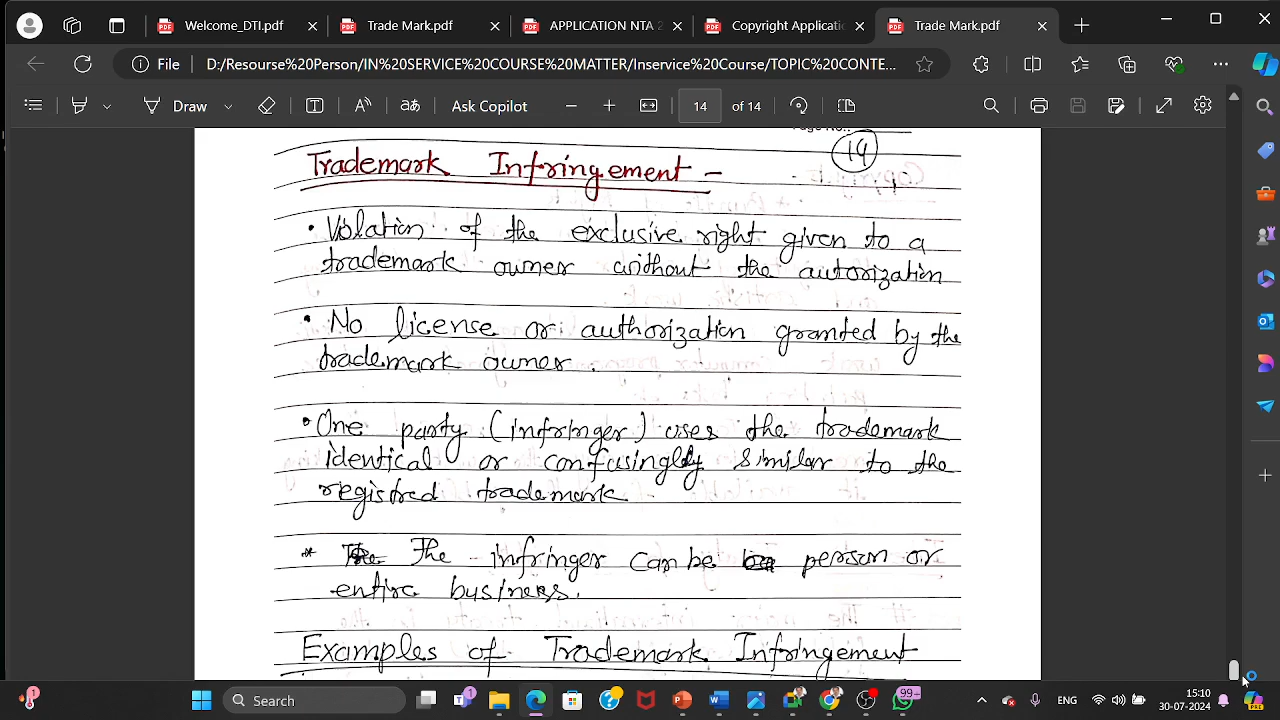 Welcome_DTI.pdf
Trade Mark.pdf
APPLICATION NTA 2
Copyright Applicati
Trade Mark.pdf
File
D:/Resourse%20Person/IN%20SERVICE%20COURSE%20MATTER/Inservice%20Course/TOPIC%20CONTE...
Draw
Ask Copilot
14 of 14
14
Trademark Infringement -
• Violation of the exclusive right given to a
trademark owner without the autorization
• No license or authorization granted by the
trademark owner.
• One party (infringer) uses the trademark
identical or confusingly similar to the
registred trademark
* The infringer can be person or
entire business.
Examples of Trademark Infringement
Search
1
99+
ENG
15:10
30-07-2024